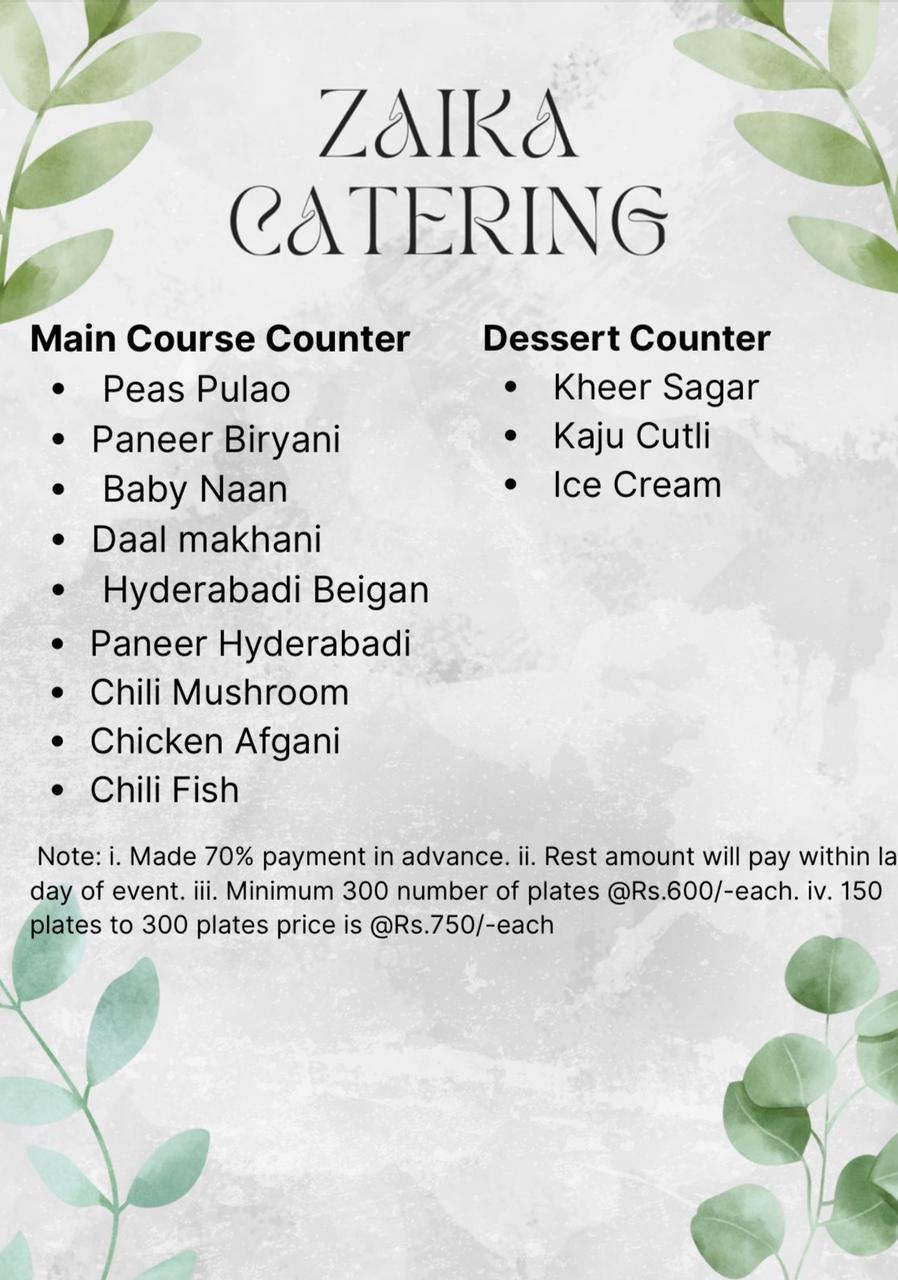 ZAIKA
CATERING
Main Course Counter
• Peas Pulao
• Paneer Biryani
• Baby Naan
• Daal makhani
• Hyderabadi Beigan
• Paneer Hyderabadi
• Chili Mushroom
• Chicken Afgani
• Chili Fish
Dessert Counter
• Kheer Sagar
• Kaju Cutli
• Ice Cream
Note: i. Made 70% payment in advance. ii. Rest amount will pay within
day of event. iii. Minimum 300 number of plates @Rs.600/-each. iv. 150
plates to 300 plates price is @Rs.750/-each